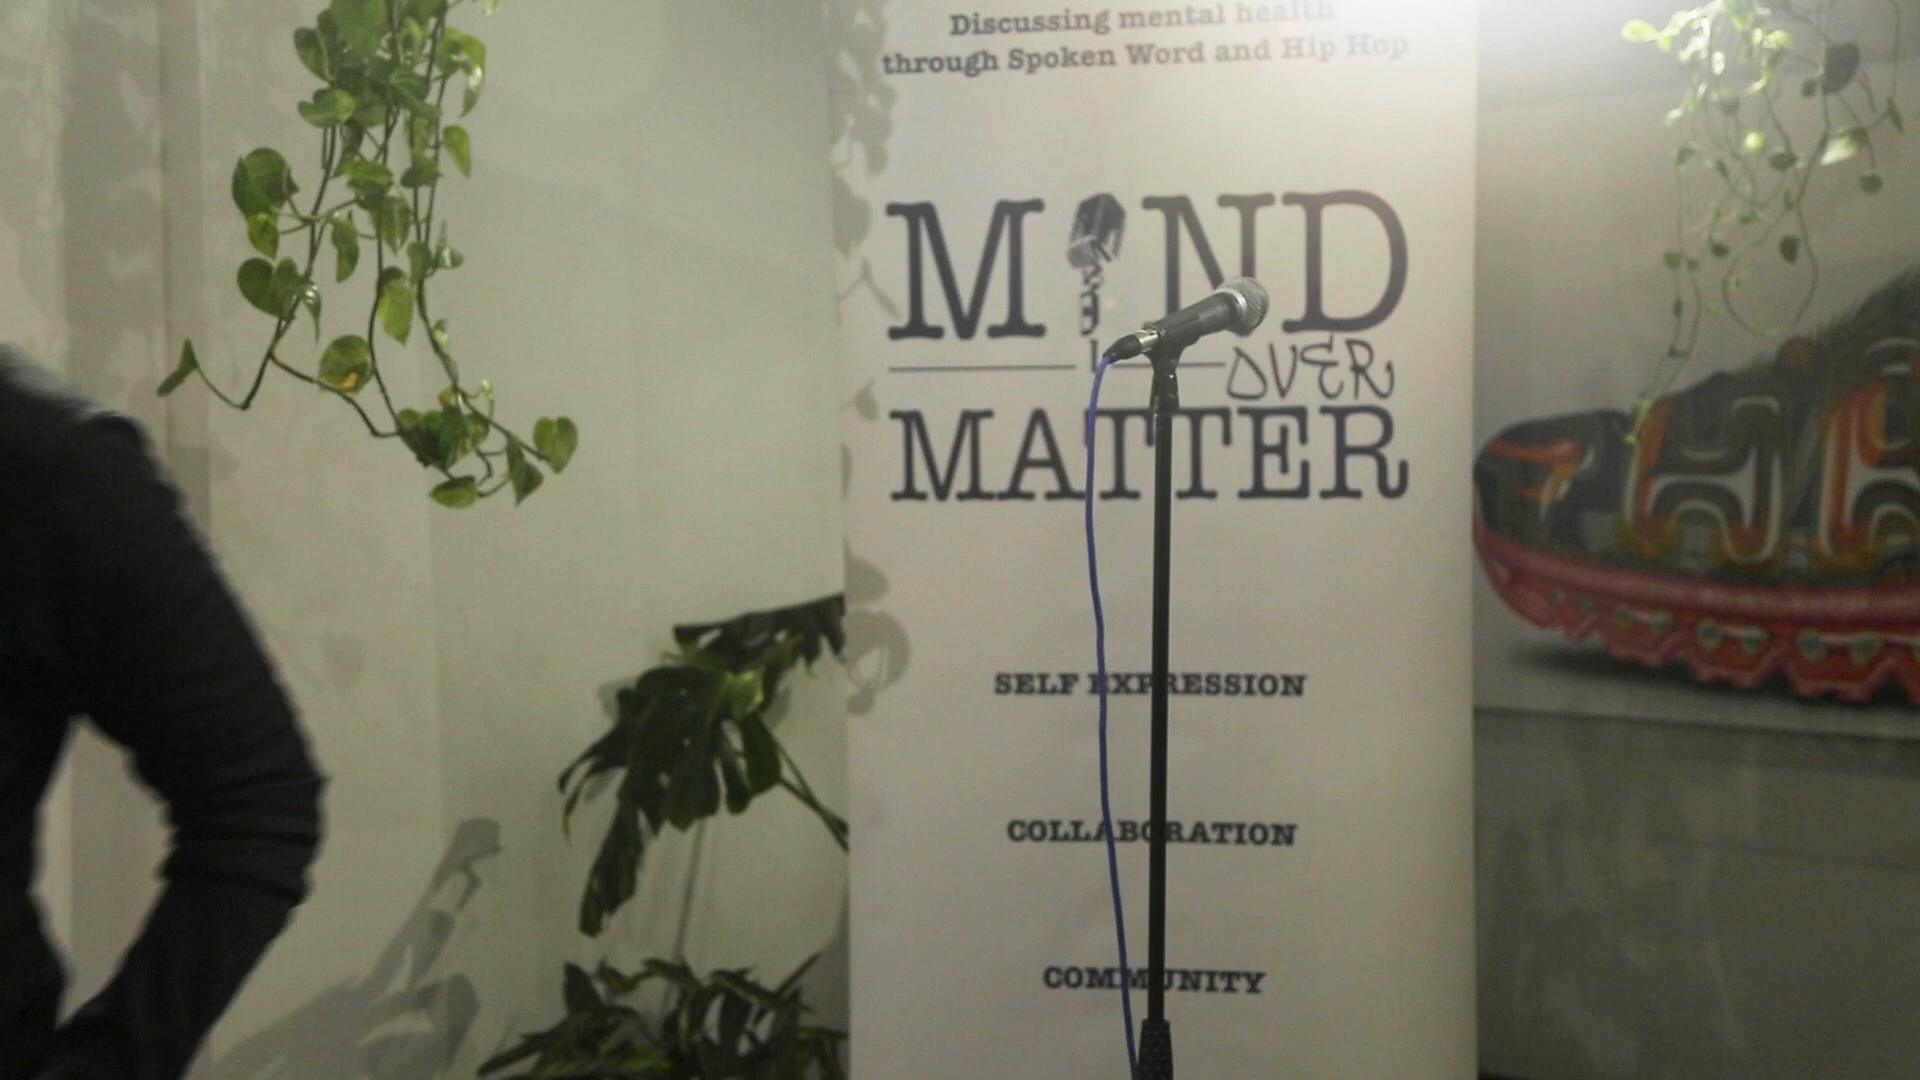 Discussing mental health
through Spoken Word and Hip Hop
MIND
OVER
MATTER
SELF EXPRESSION
COLLABORATION
COMMUNITY